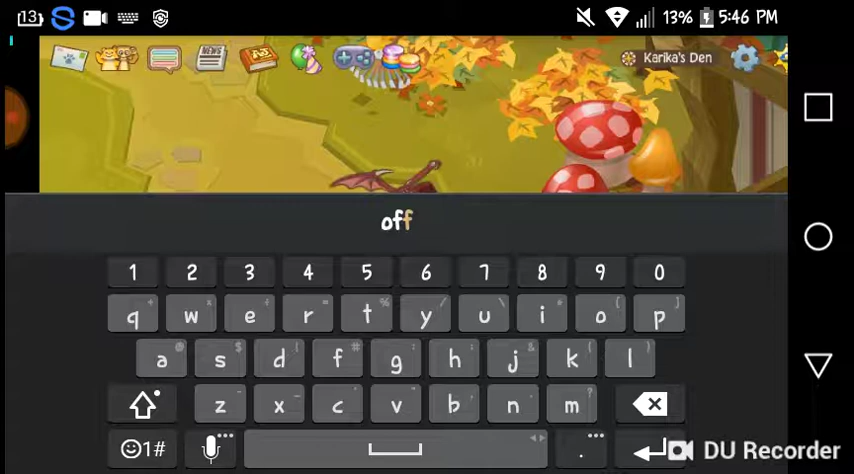 13 13% 5:46 PM
NEWS AJ Karika's Den
off
1 2 3 4 5 6 7 8 9 0
q w e r t y u i o p
a s d f g h j k l
z x c v b n m
1# .
DU Recorder